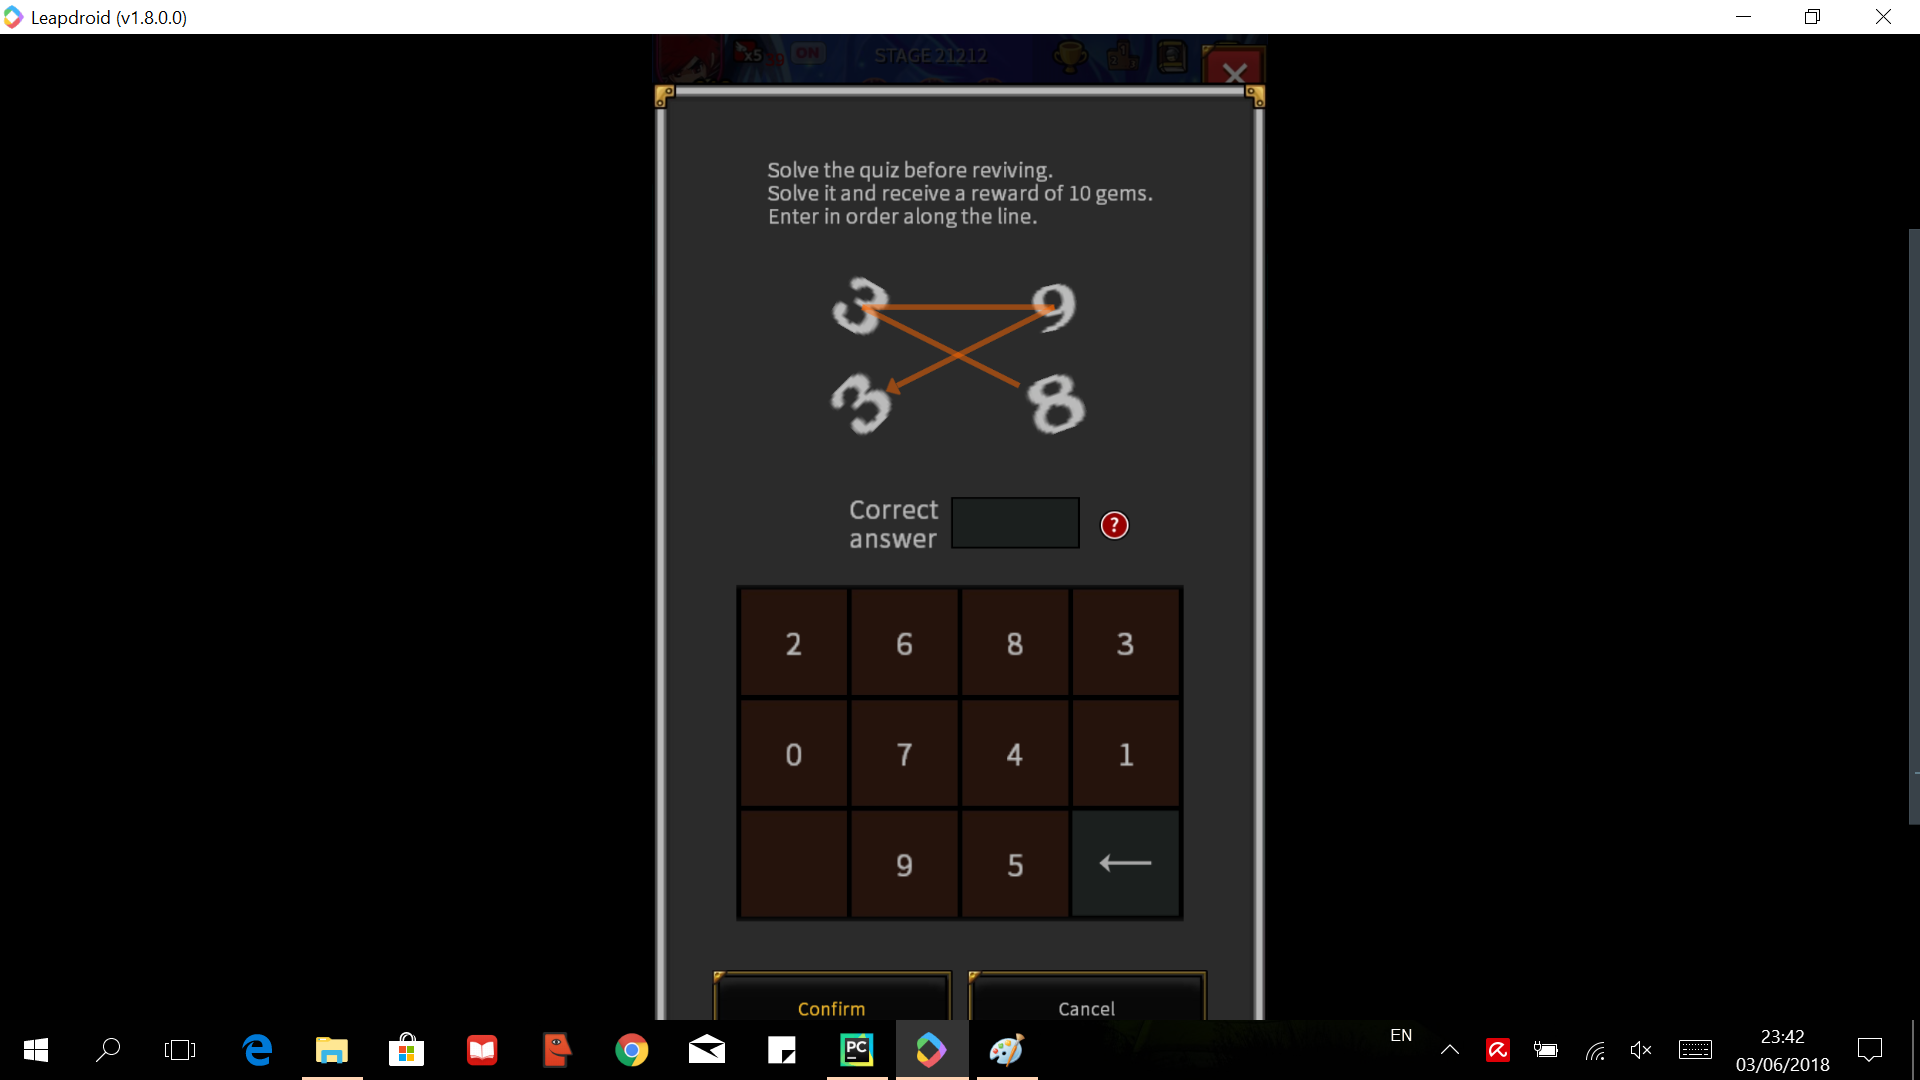 Leapdroid (v1.8.0.0)
x5
ON
STAGE 21212
Solve the quiz before reviving.
Solve it and receive a reward of 10 gems.
Enter in order along the line.
3 9
3 8
Correct
answer
?
2 6 8 3
0 7 4 1
9 5
Confirm Cancel
PC
EN
23:42
03/06/2018